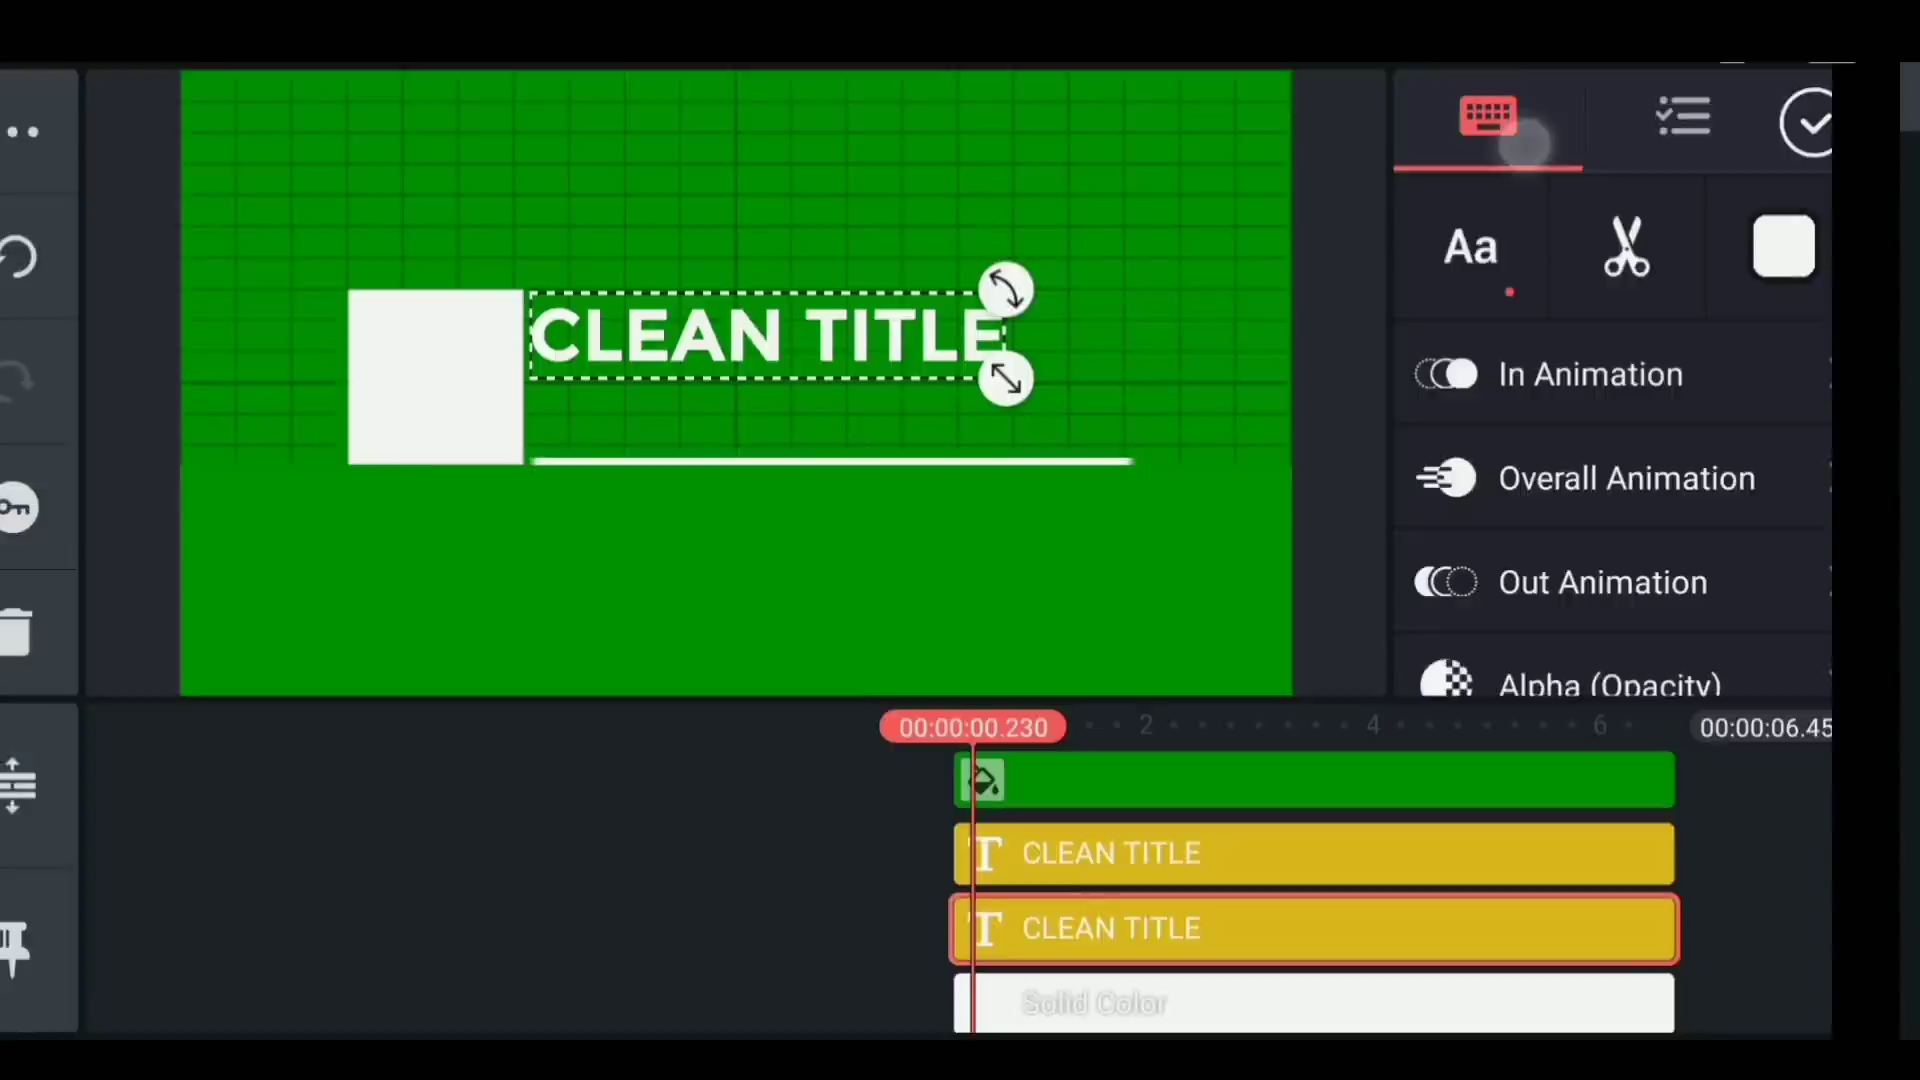 CLEAN TITLE
Aa
In Animation
Overall Animation
Out Animation
Alpha (Opacity)
00:00:00.230
2
4
6
00:00:06.45
CLEAN TITLE
CLEAN TITLE
Solid Color